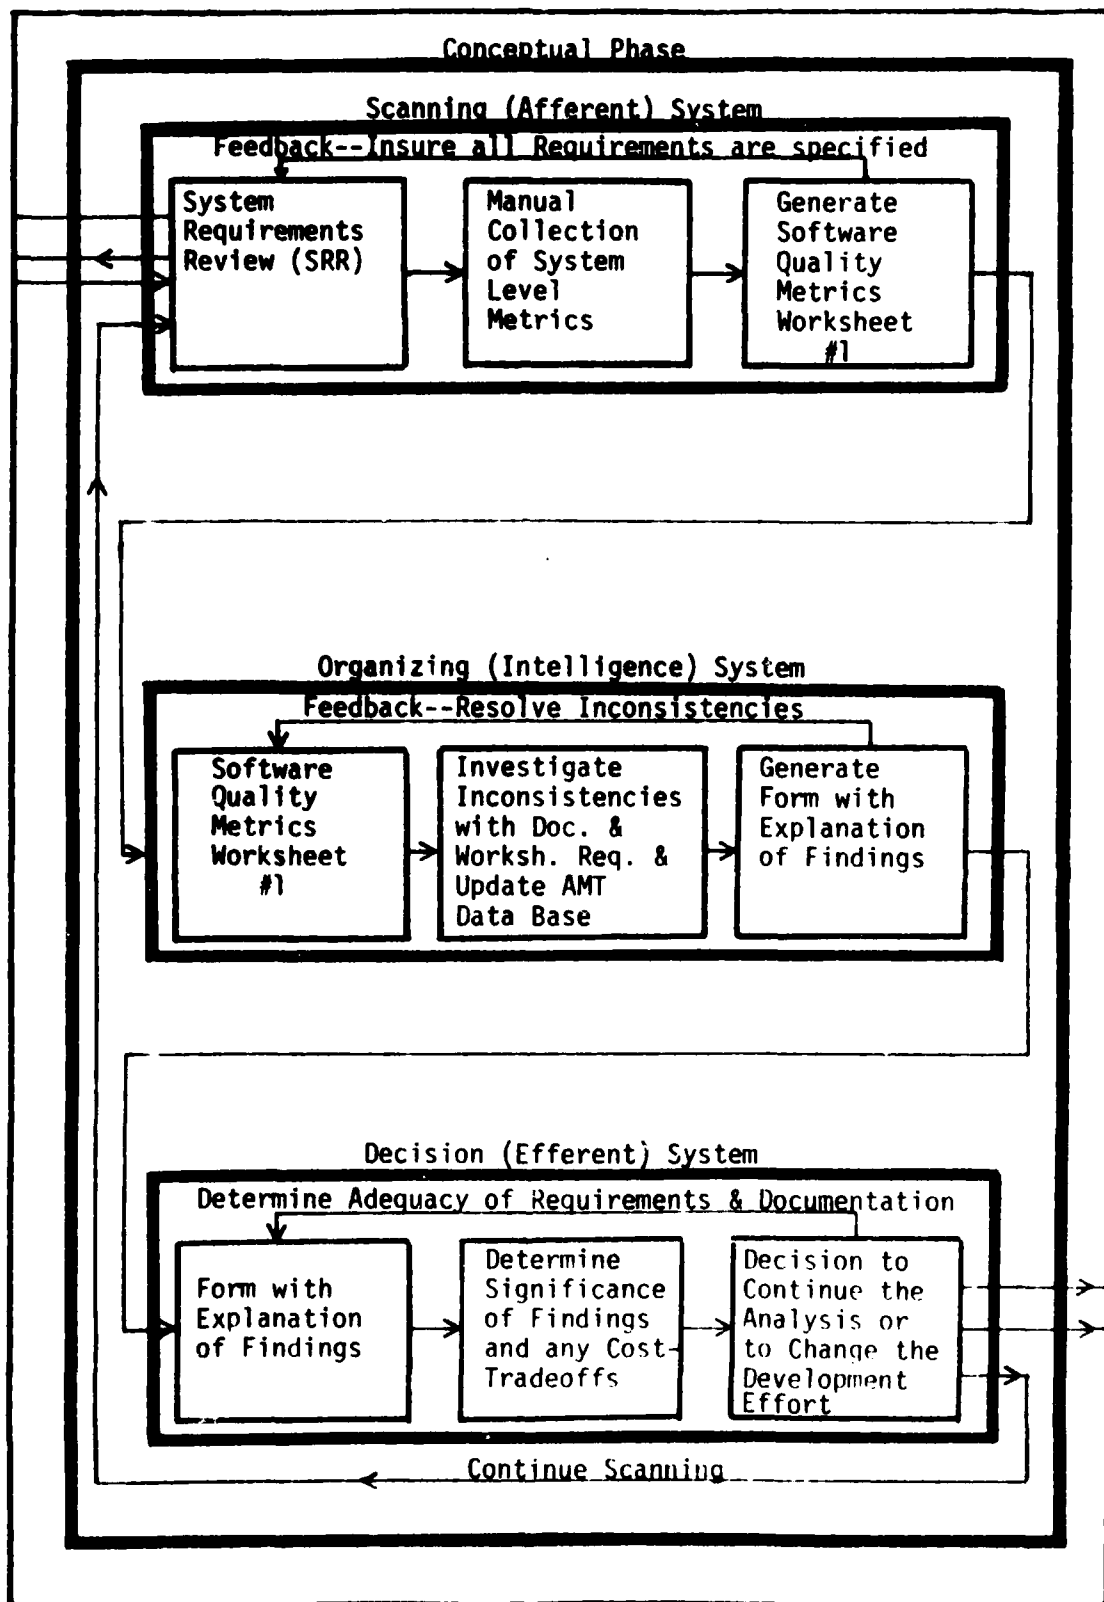 Conceptual Phase
Scanning (Afferent) System
Feedback--Insure all Requirements are specified
System
Requirements
Review (SRR)
Manual
Collection
of System
Level
Metrics
Generate
Software
Quality
Metrics
Worksheet
#1
Organizing (Intelligence) System
Feedback--Resolve Inconsistencies
Software
Quality
Metrics
Worksheet
#1
Investigate
Inconsistencies
with Doc. &
Worksh. Req. &
Update AMT
Data Base
Generate
Form with
Explanation
of Findings
Decision (Efferent) System
Determine Adequacy of Requirements & Documentation
Form with
Explanation
of Findings
Determine
Significance
of Findings
and any Cost-
Tradeoffs
Decision to
Continue the
Analysis or
to Change the
Development
Effort
Continue Scanning